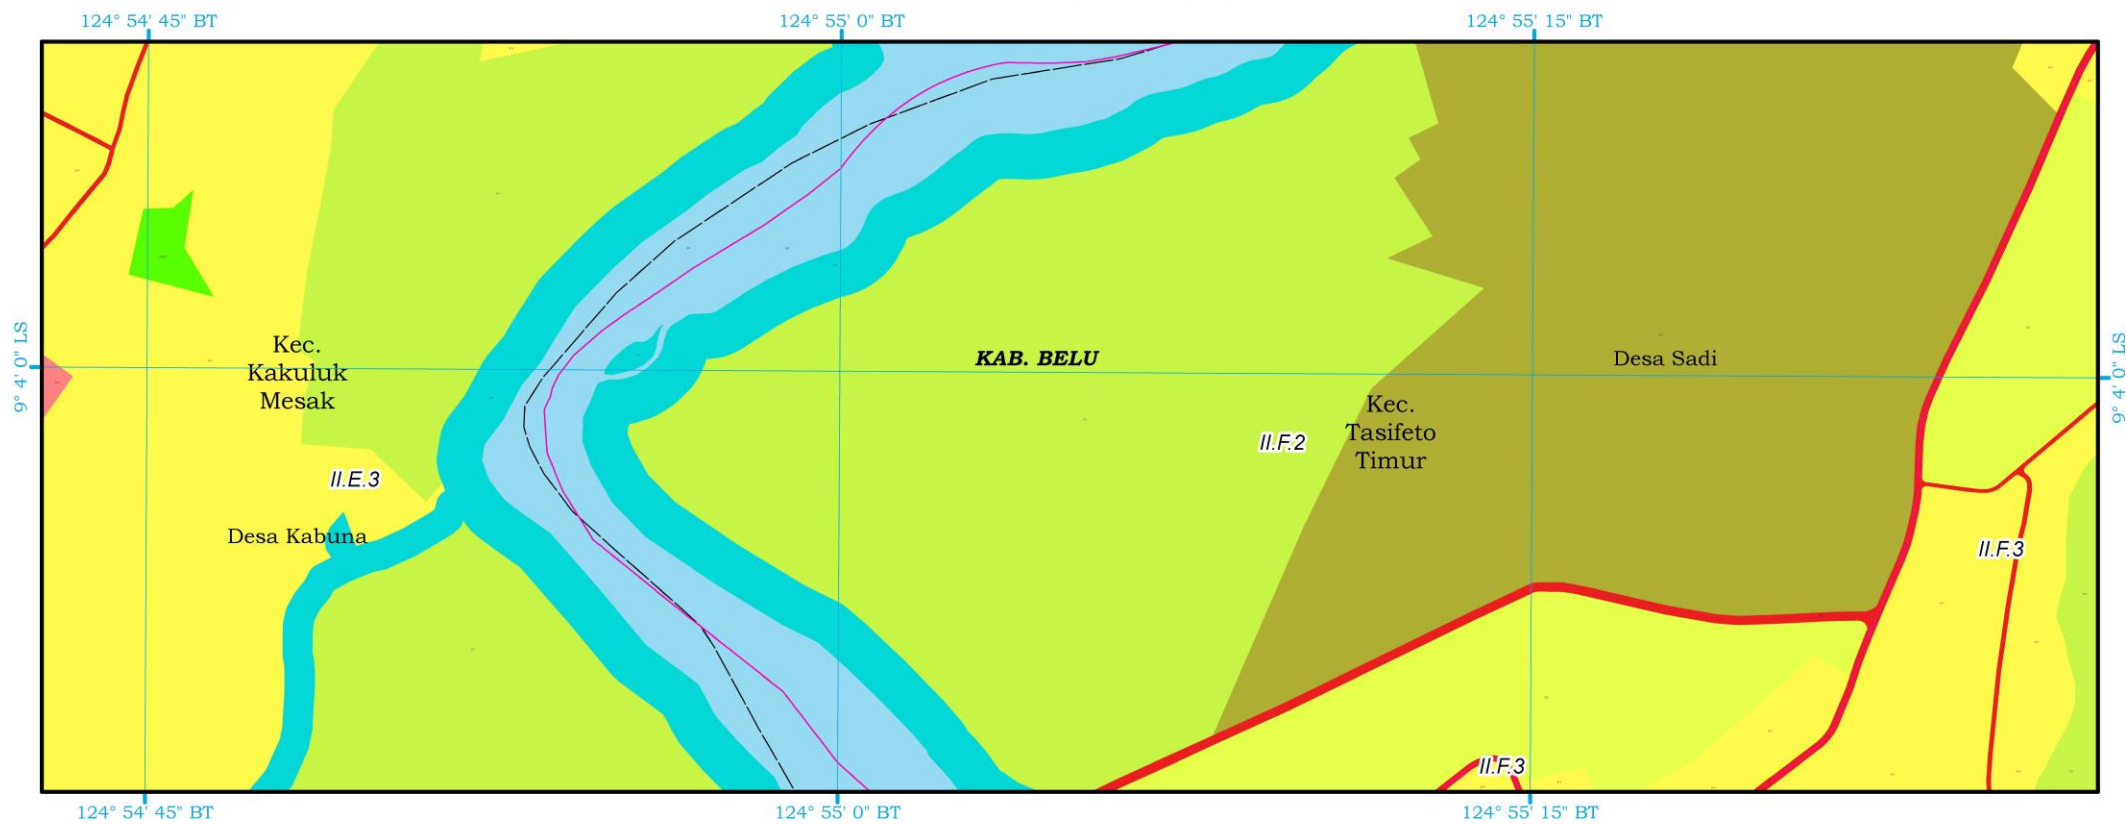 124° 54' 45" BT
124° 55' 0" BT
124° 55' 15" BT
9° 4' 0" LS
9° 4' 0" LS
Kec.
Kakuluk
Mesak
KAB. BELU
Desa Sadi
Kec.
Tasifeto
Timur
II.F.2
II.E.3
Desa Kabuna
II.F.3
II.F.3
124° 54' 45" BT
124° 55' 0" BT
124° 55' 15" BT